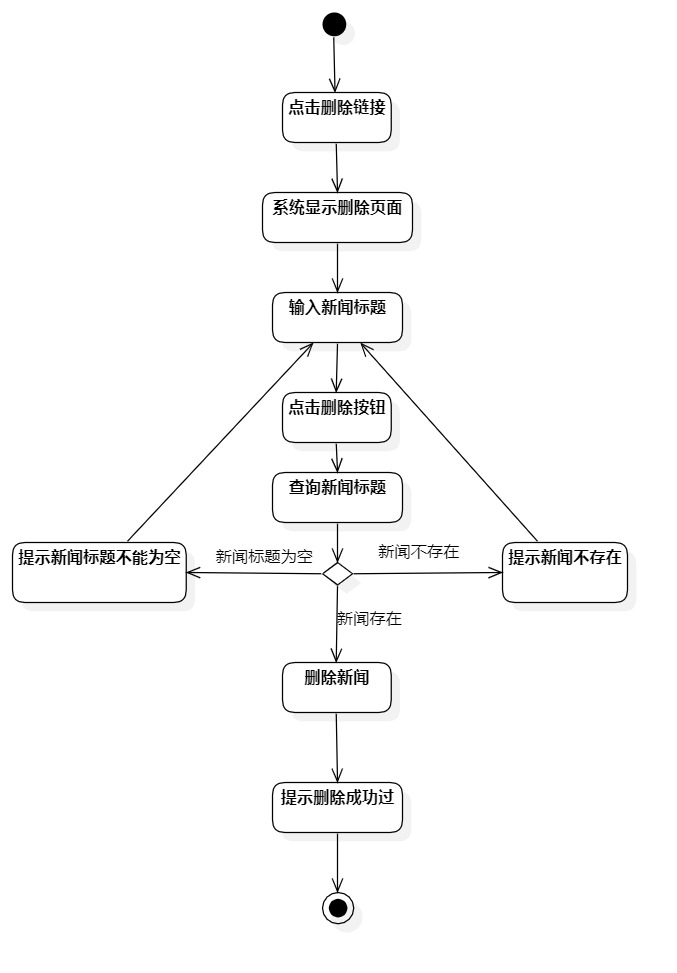 点击删除链接
系统显示删除页面
输入新闻标题
点击删除按钮
查询新闻标题
提示新闻标题不能为空
新闻标题为空
新闻不存在
提示新闻不存在
新闻存在
删除新闻
提示删除成功过